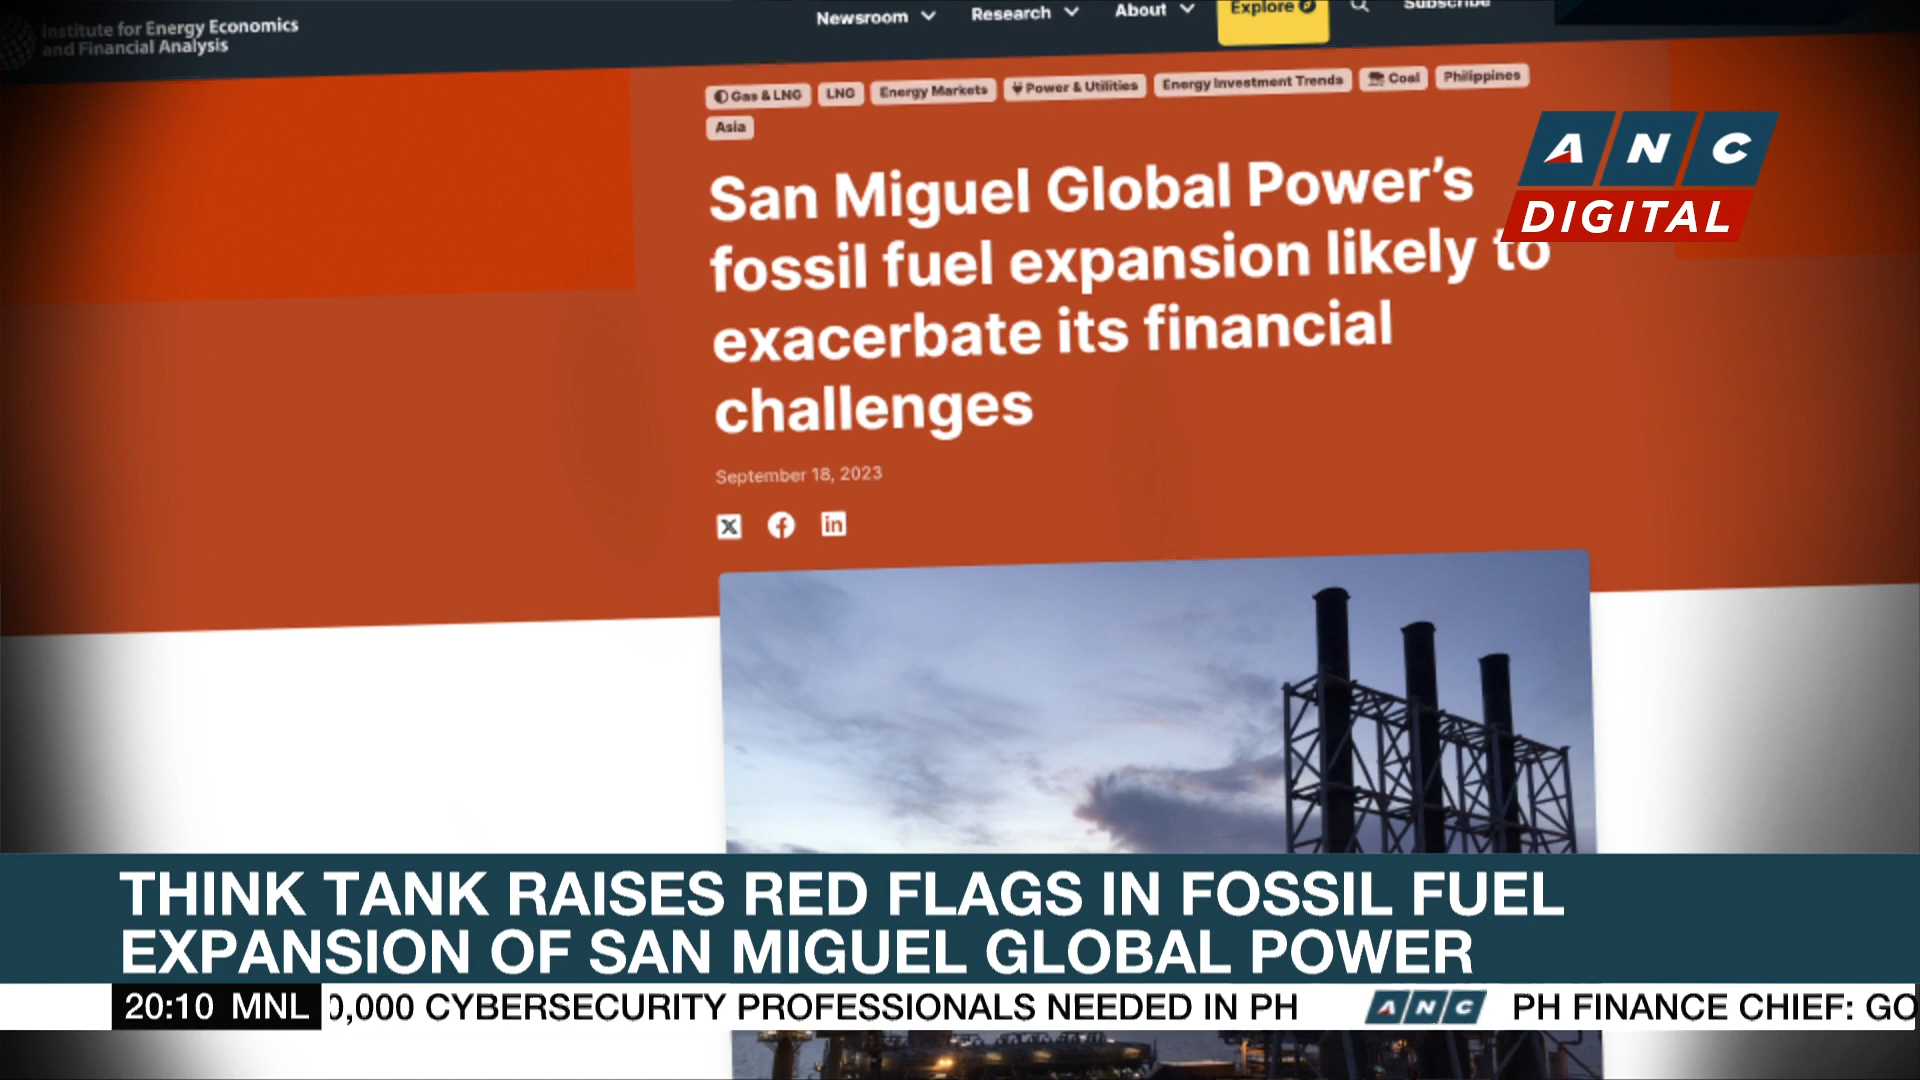 Institute for Energy Economics
and Financial Analysis
Newsroom
Research
About
Explore
Subscribe
Gas & LNG
LNG
Energy Markets
Power & Utilities
Energy Investment Trends
Coal
Philippines
Asia
ANC
DIGITAL
San Miguel Global Power’s
fossil fuel expansion likely to
exacerbate its financial
challenges
September 18, 2023
THINK TANK RAISES RED FLAGS IN FOSSIL FUEL
EXPANSION OF SAN MIGUEL GLOBAL POWER
20:10 MNL 0,000 CYBERSECURITY PROFESSIONALS NEEDED IN PH ANC PH FINANCE CHIEF: GO